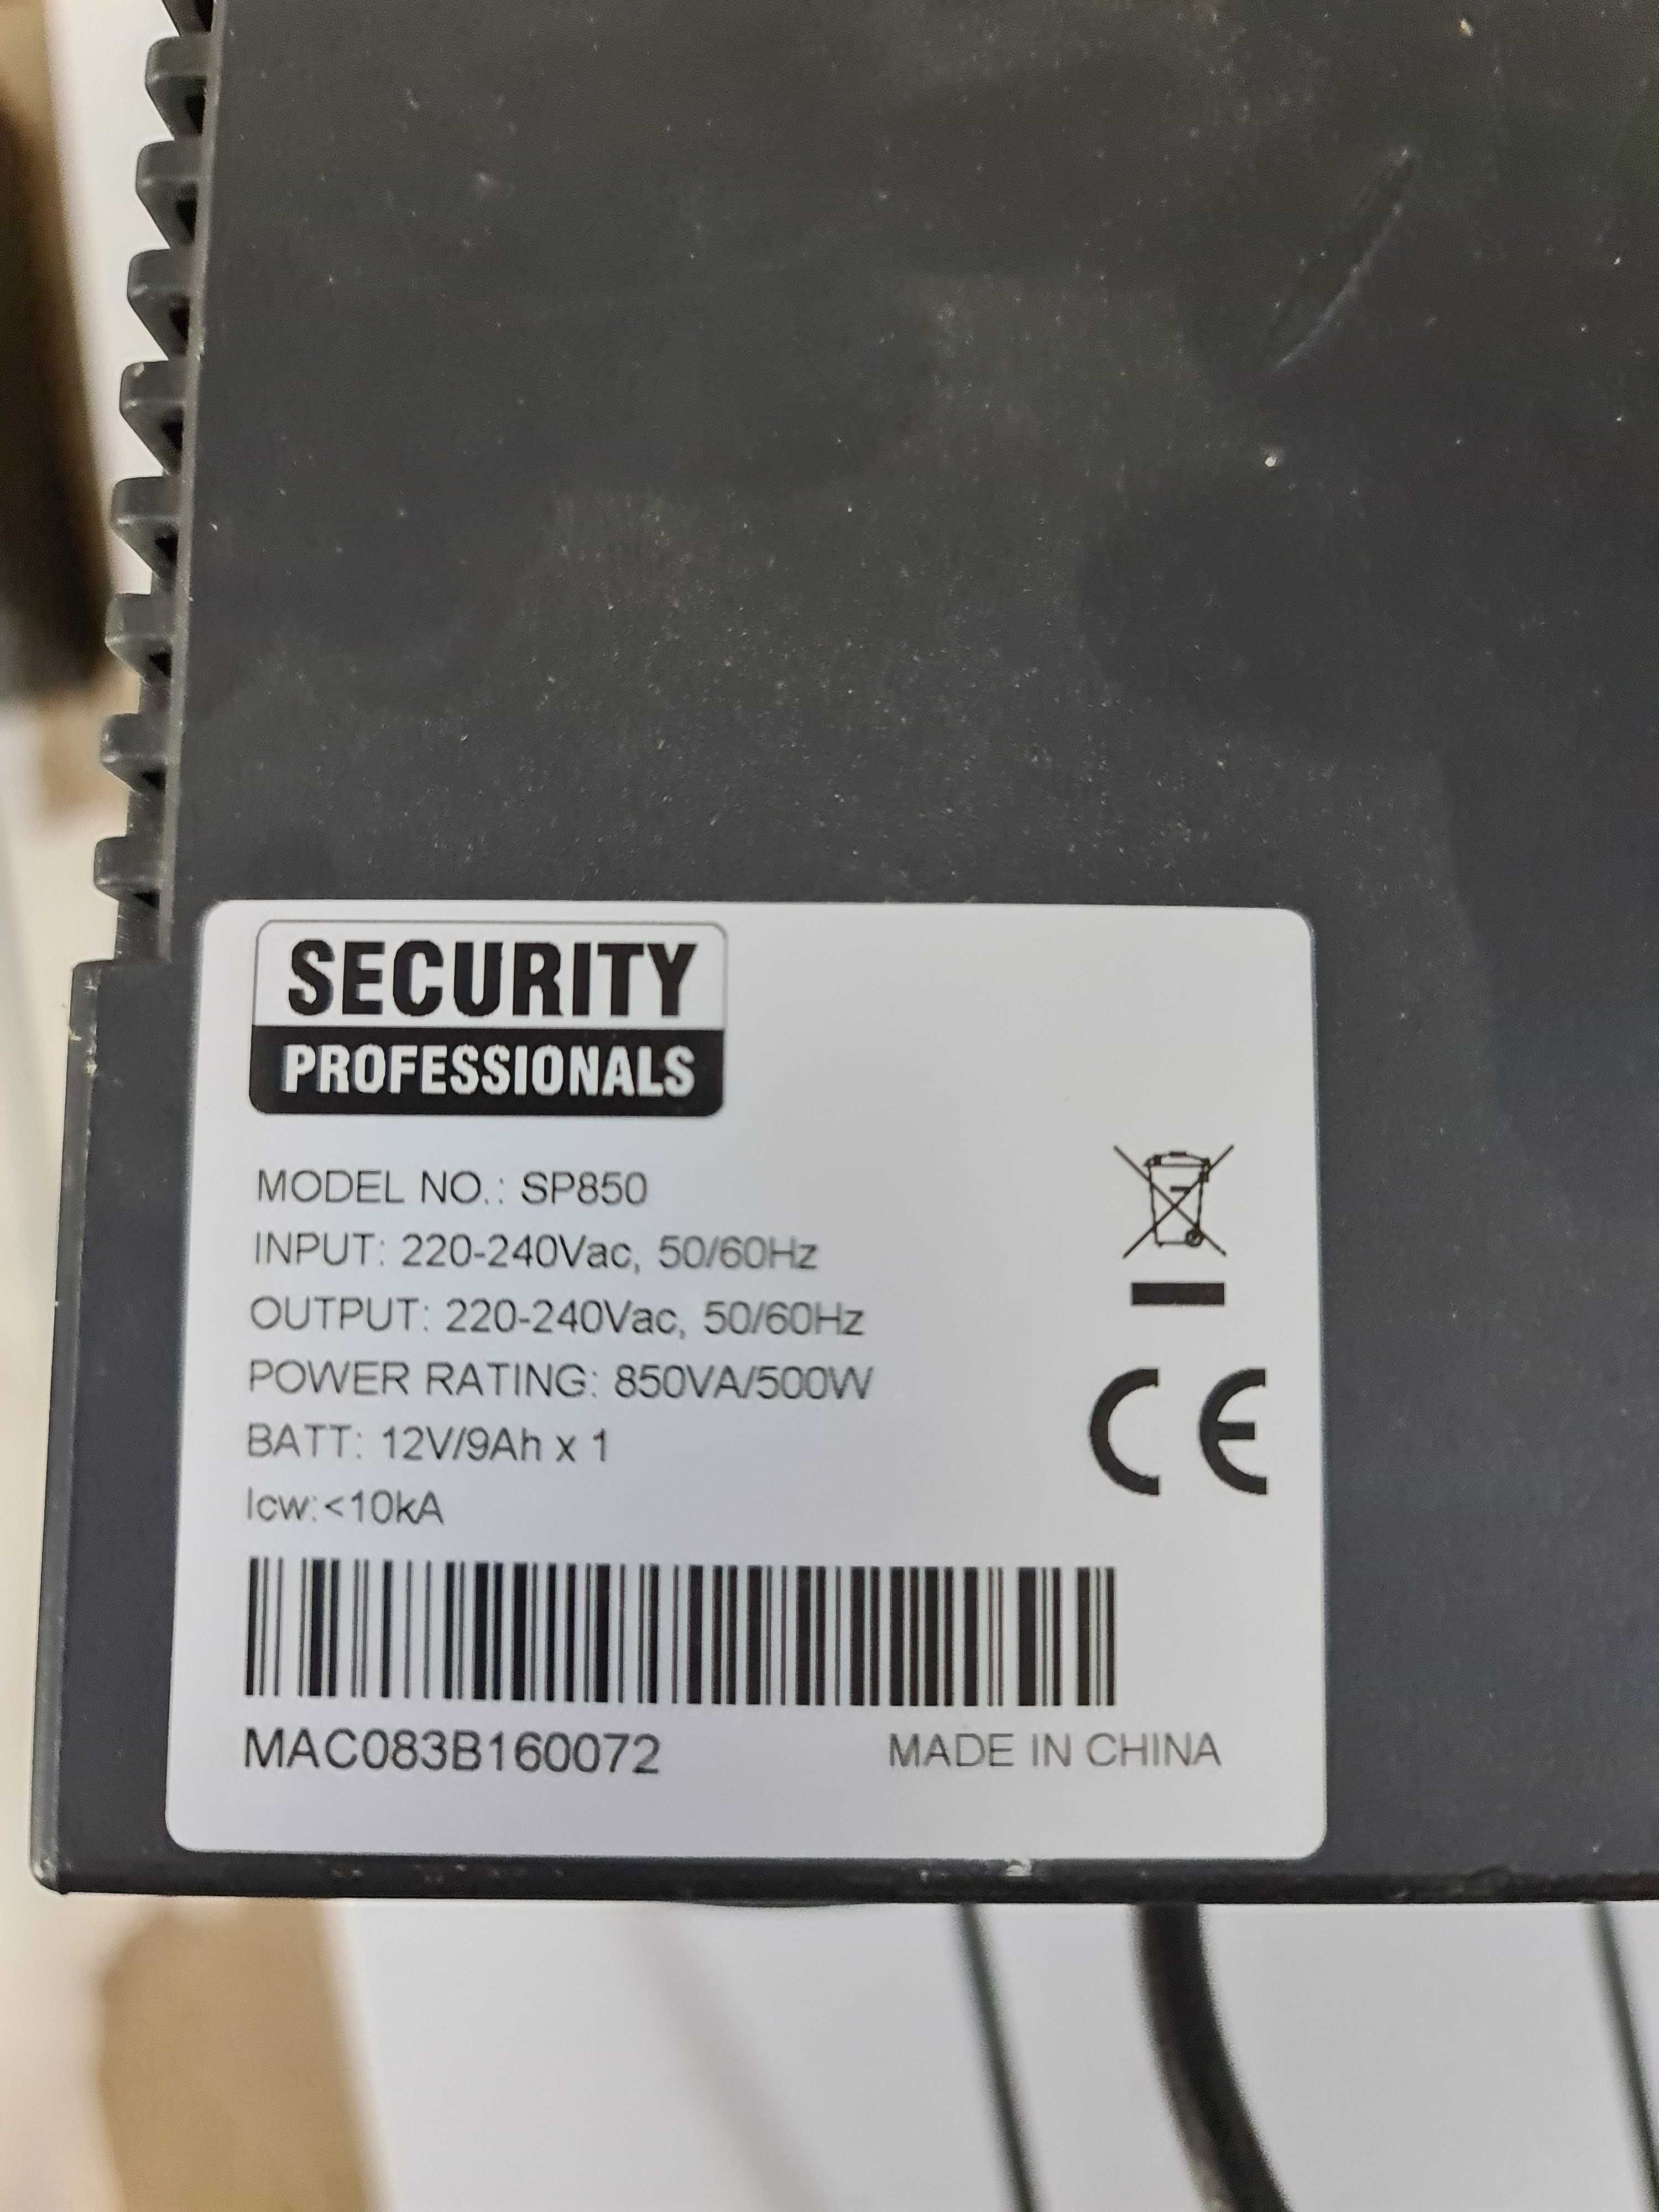 SECURITY
PROFESSIONALS
MODEL NO.: SP850
INPUT: 220-240Vac, 50/60Hz
OUTPUT: 220-240Vac, 50/60Hz
POWER RATING: 850VA/500W
BATT: 12V/9Ah x 1
Icw:<10kA
CE
MAC083B160072 MADE IN CHINA